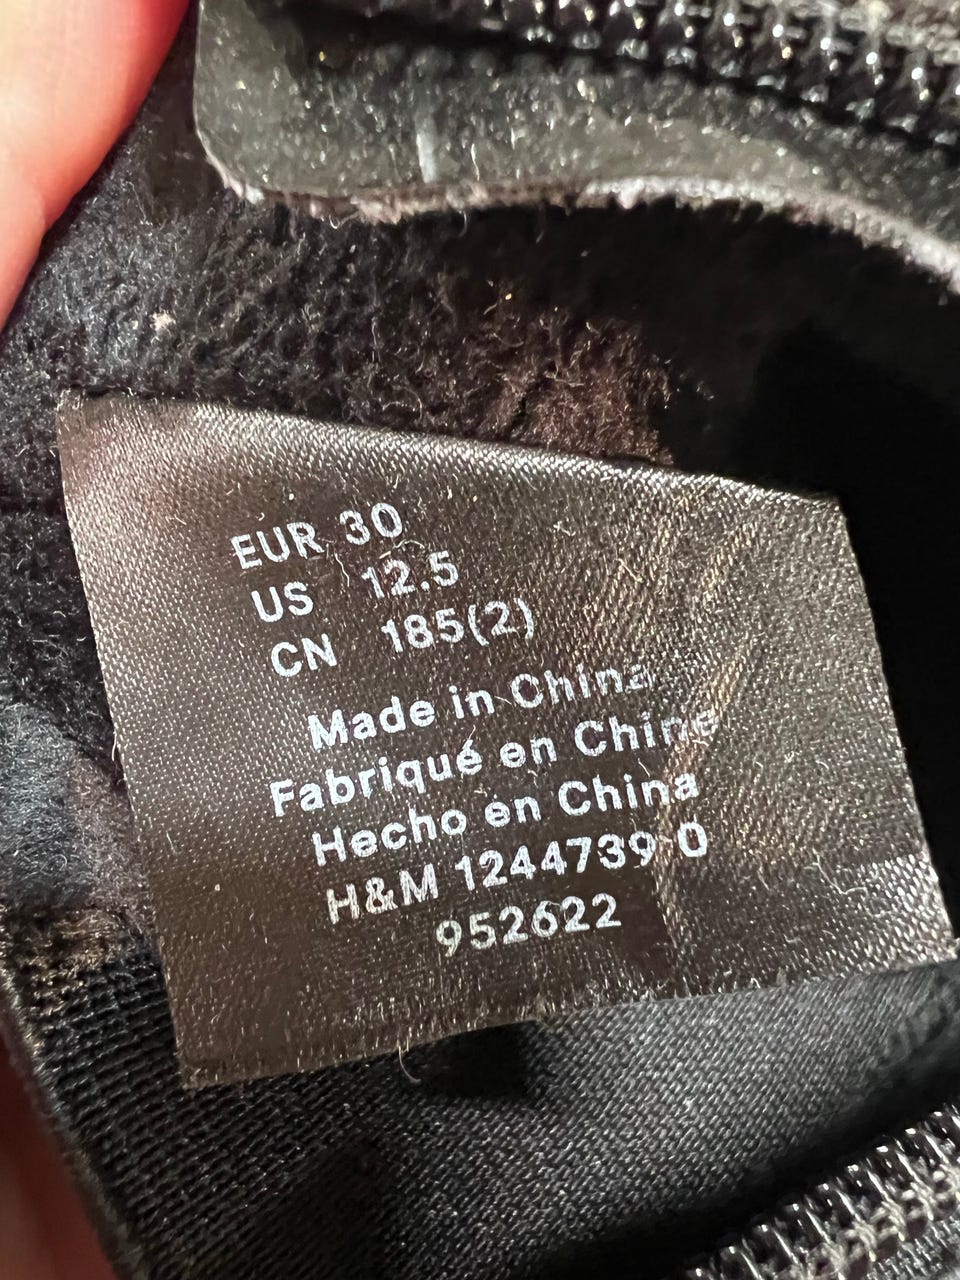 EUR 30
US 12.5
CN 185(2)
Made in China
Fabriqué en Chine
Hecho en China
H&M 1244739 0
952622